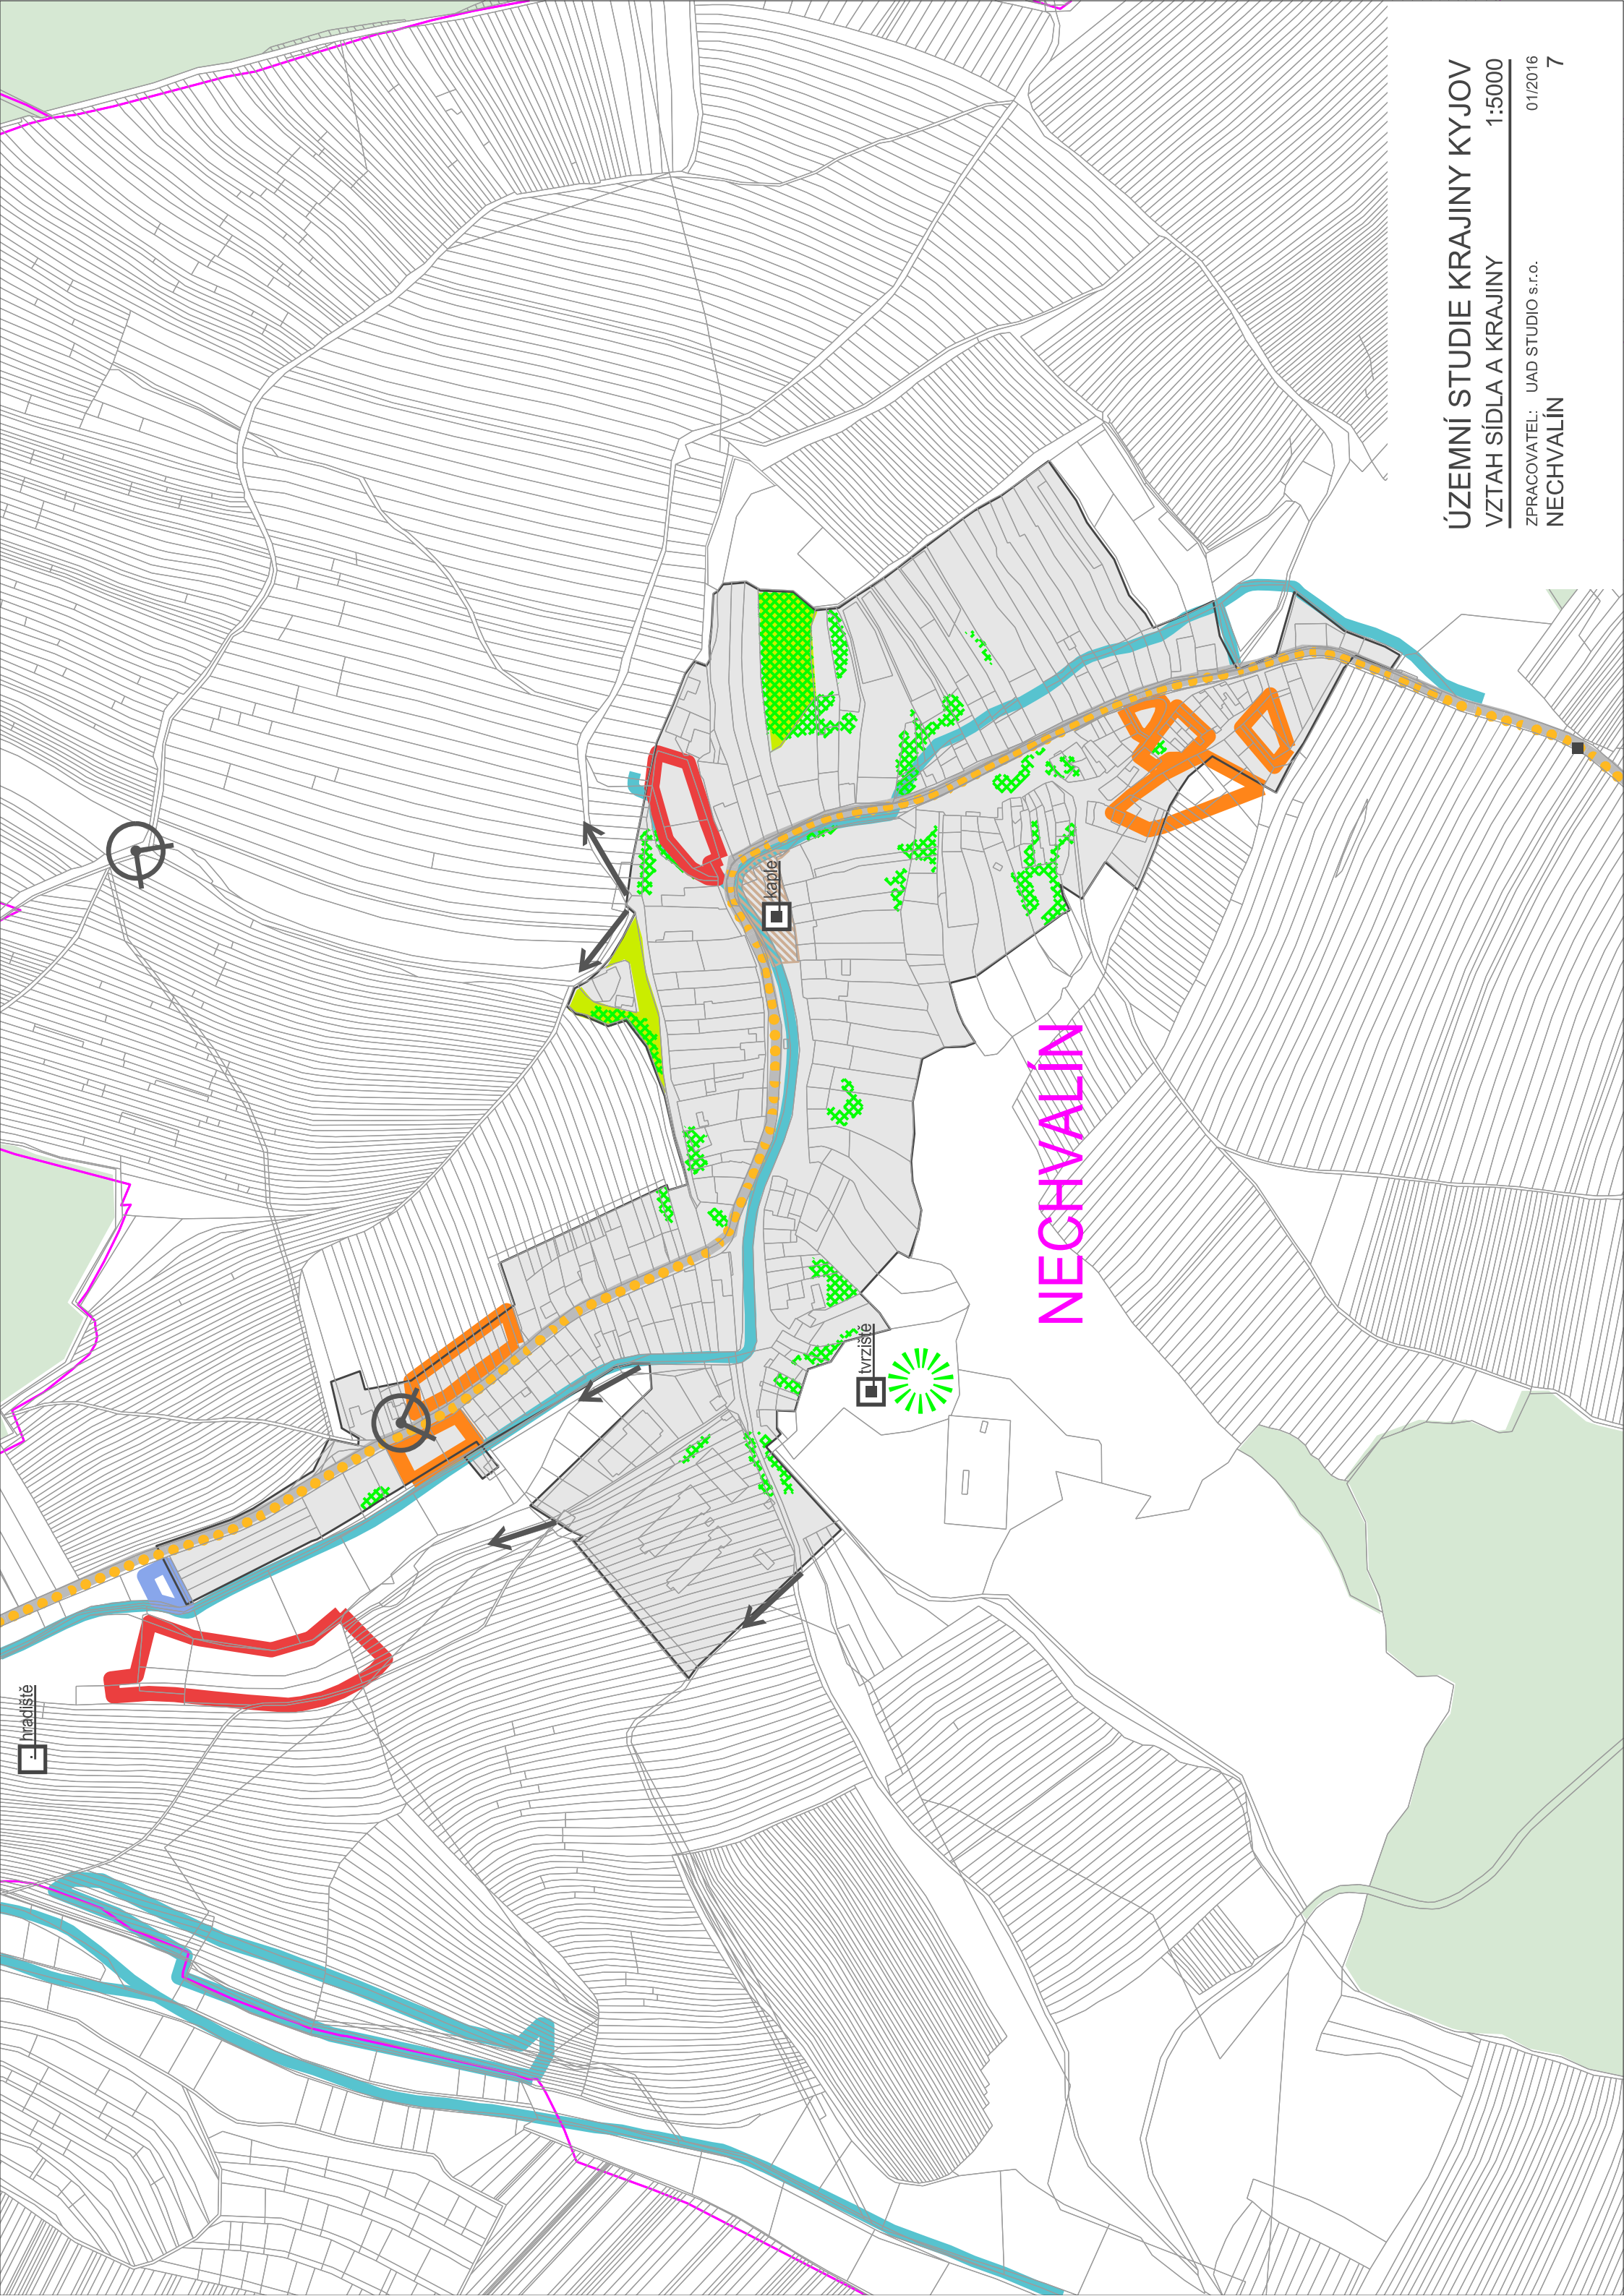 hradiště
tvrziště
kaple
NECHVALÍN
ÚZEMNÍ STUDIE KRAJINY KYJOV
VZTAH SÍDLA A KRAJINY 1:5000
ZPRACOVATEL: UAD STUDIO s.r.o. 01/2016
NECHVALÍN 7